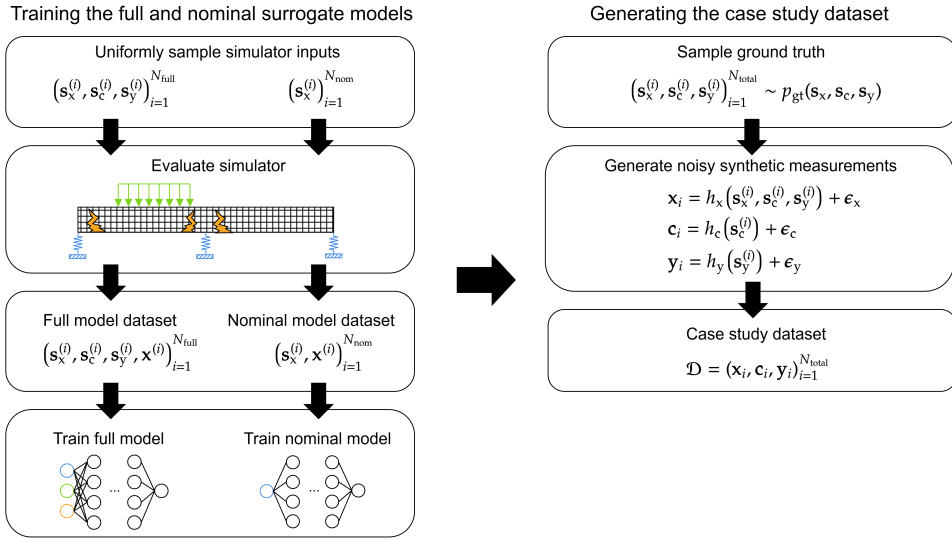 Training the full and nominal surrogate models
Uniformly sample simulator inputs
(s_x^{(i)}, s_c^{(i)}, s_y^{(i)})_{i=1}^{N_full}
(s_x^{(i)})_{i=1}^{N_nom}
Evaluate simulator
Full model dataset
Nominal model dataset
(s_x^{(i)}, s_c^{(i)}, s_y^{(i)}, x^{(i)})_{i=1}^{N_full}
(s_x^{(i)}, x^{(i)})_{i=1}^{N_nom}
Train full model
Train nominal model
...
...
Generating the case study dataset
Sample ground truth
(s_x^{(i)}, s_c^{(i)}, s_y^{(i)})_{i=1}^{N_total} ~ p_gt(s_x, s_c, s_y)
Generate noisy synthetic measurements
x_i = h_x(s_x^{(i)}, s_c^{(i)}, s_y^{(i)}) + ϵ_x
c_i = h_c(s_c^{(i)}) + ϵ_c
y_i = h_y(s_y^{(i)}) + ϵ_y
Case study dataset
𝒟 = (x_i, c_i, y_i)_{i=1}^{N_total}